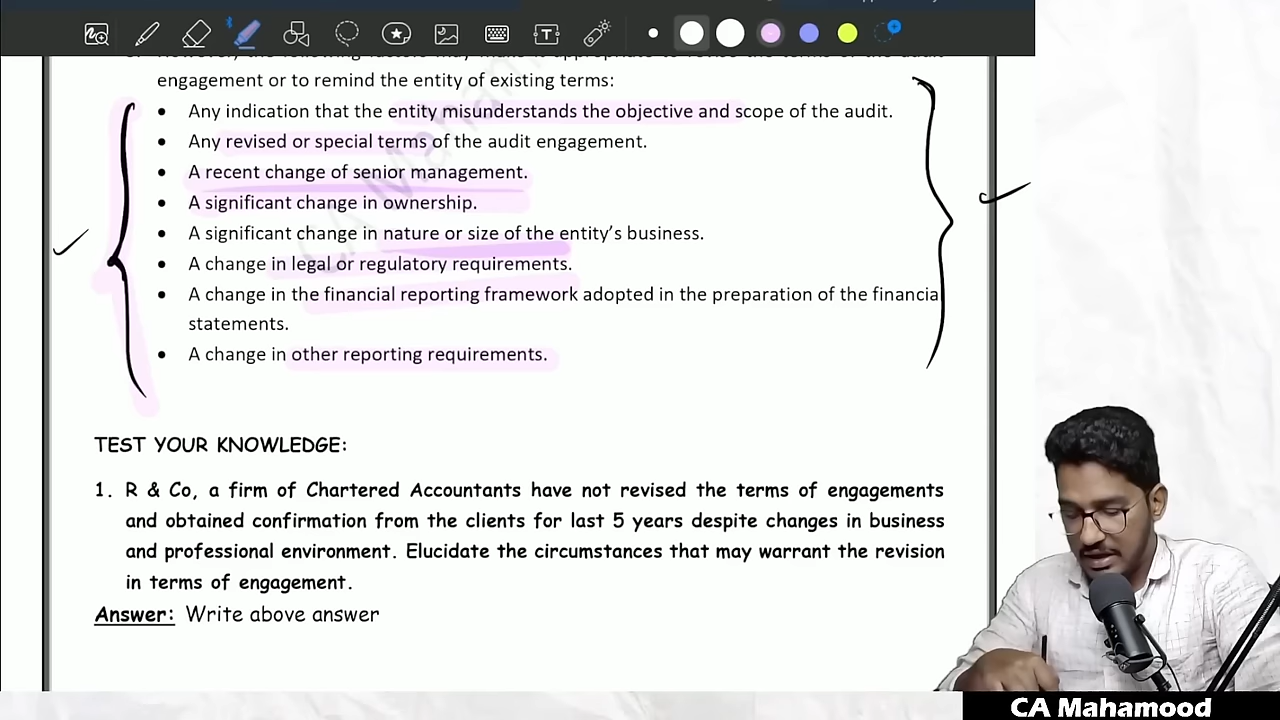 engagement or to remind the entity of existing terms:
• Any indication that the entity misunderstands the objective and scope of the audit.
• Any revised or special terms of the audit engagement.
• A recent change of senior management.
• A significant change in ownership.
• A significant change in nature or size of the entity's business.
• A change in legal or regulatory requirements.
• A change in the financial reporting framework adopted in the preparation of the financial
statements.
• A change in other reporting requirements.
TEST YOUR KNOWLEDGE:
1. R & Co, a firm of Chartered Accountants have not revised the terms of engagements
and obtained confirmation from the clients for last 5 years despite changes in business
and professional environment. Elucidate the circumstances that may warrant the revision
in terms of engagement.
Answer: Write above answer
CA Mahamood